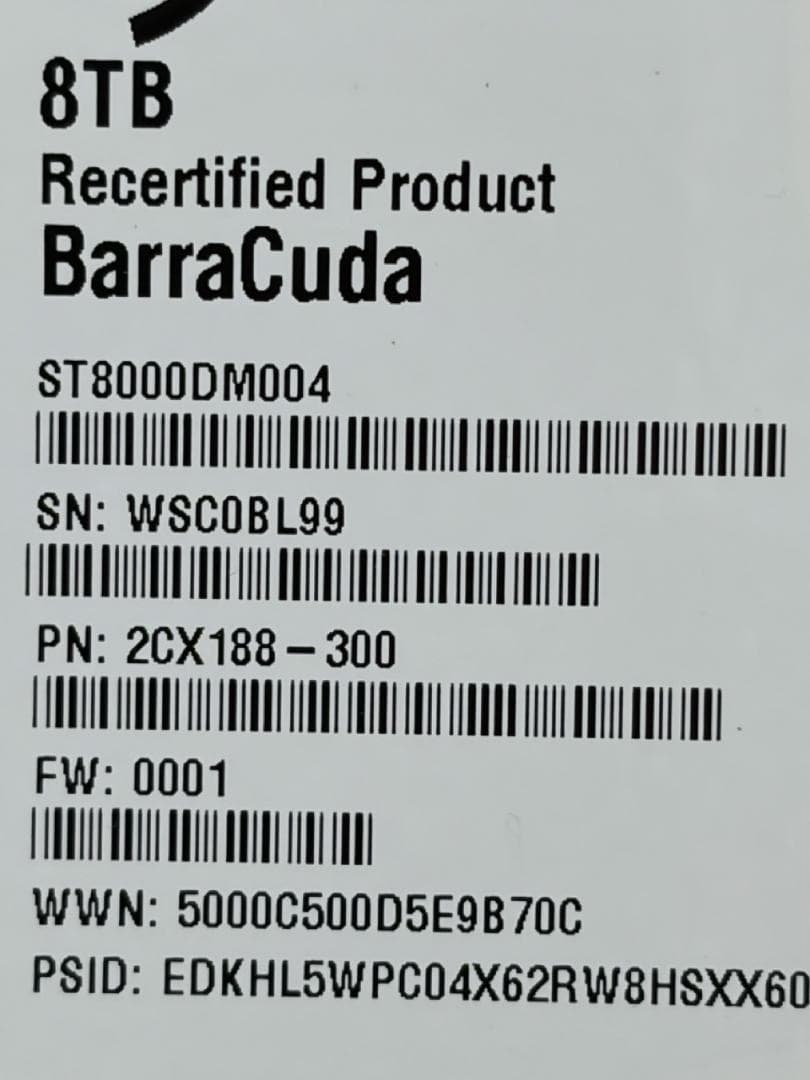 8TB
Recertified Product
BarraCuda
ST8000DM004
SN: WSC0BL99
PN: 2CX188-300
FW: 0001
WWN: 5000C500D5E9B70C
PSID: EDKHL5WPC04X62RW8HSXX60